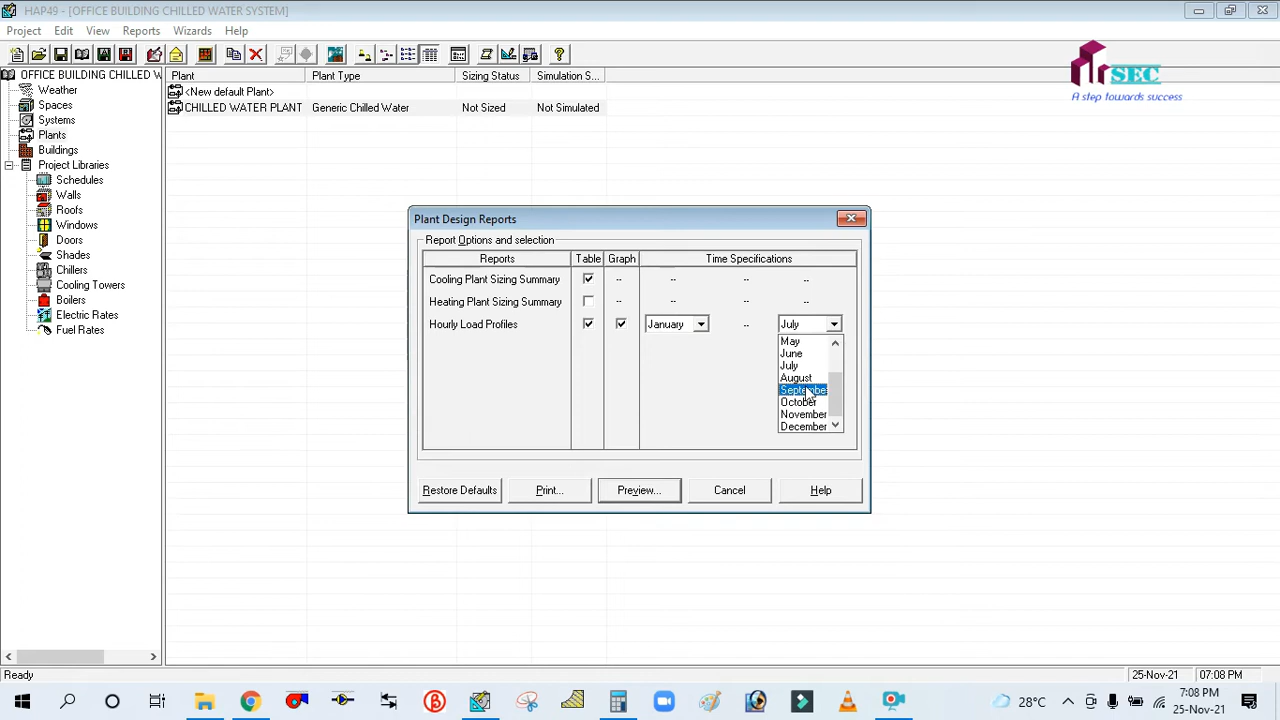 HAP49 - [OFFICE BUILDING CHILLED WATER SYSTEM]
Project Edit View Reports Wizards Help
OFFICE BUILDING CHILLED W
Weather
Spaces
Systems
Plants
Buildings
Project Libraries
Schedules
Walls
Roofs
Windows
Doors
Shades
Chillers
Cooling Towers
Boilers
Electric Rates
Fuel Rates
Plant Plant Type Sizing Status Simulation S...
<New default Plant>
CHILLED WATER PLANT Generic Chilled Water Not Sized Not Simulated
SEC
A step towards success
Plant Design Reports
Report Options and selection
Reports Table Graph Time Specifications
Cooling Plant Sizing Summary -- -- -- --
Heating Plant Sizing Summary -- -- -- --
Hourly Load Profiles January -- July
May
June
July
August
Septembe
October
November
December
Restore Defaults Print... Preview... Cancel Help
Ready 25-Nov-21 07:08 PM
28°C 7:08 PM
25-Nov-21